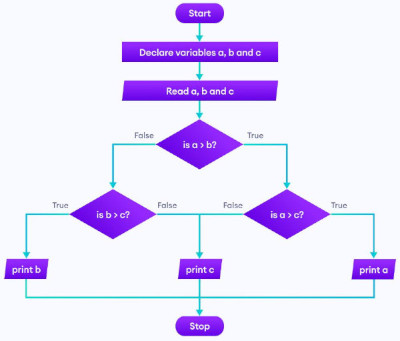 Start
Declare variables a, b and c
Read a, b and c
False
is a > b?
True
True
is b > c?
False
False
is a > c?
True
print b
print c
print a
Stop